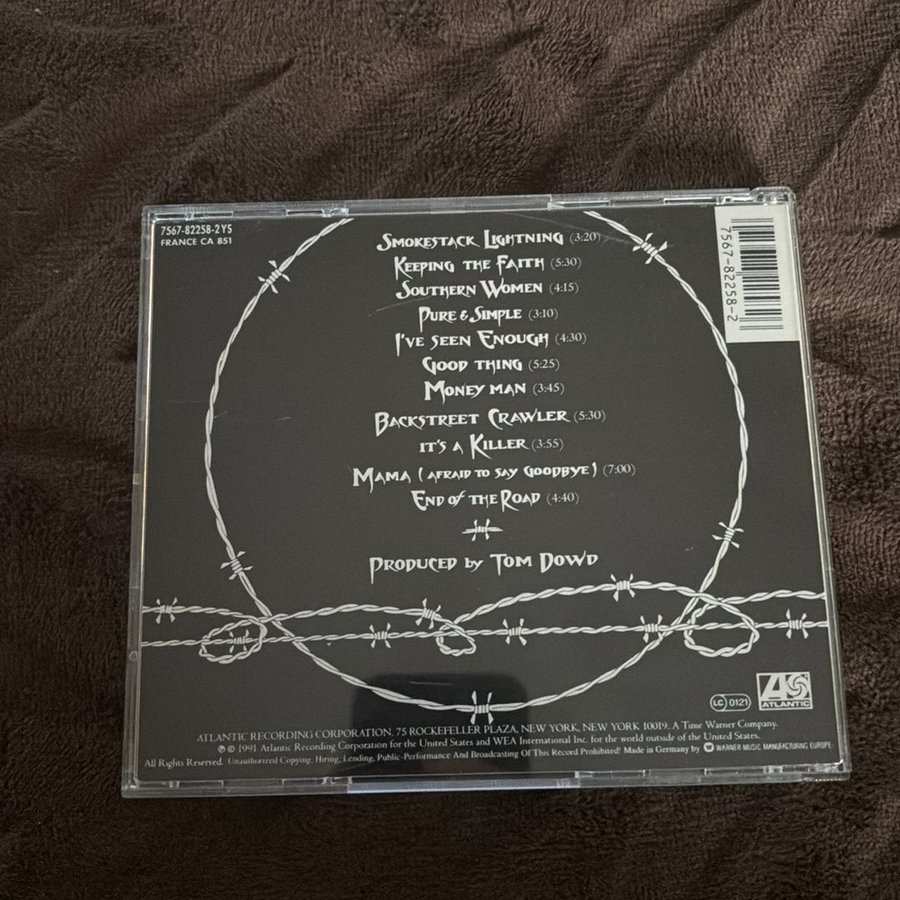 7567-82258-2 YS
FRANCE CA 851
7567-82258-2
Smokestack Lightning (3:20)
Keeping the Faith (5:30)
Southern Women (4:15)
Pure & Simple (3:10)
I've seen Enough (4:30)
Good thing (5:25)
Money man (3:45)
Backstreet Crawler (5:30)
it's a Killer (3:55)
Mama (afraid to say goodbye) (7:00)
End of the Road (4:40)
Produced by Tom Dowd
LC 0121
ATLANTIC
ATLANTIC RECORDING CORPORATION, 75 ROCKEFELLER PLAZA, NEW YORK, NEW YORK 10019. A Time Warner Company.
℗ © 1991 Atlantic Recording Corporation for the United States and WEA International Inc. for the world outside of the United States.
All Rights Reserved. Unauthorized Copying, Hiring, Lending, Public Performance And Broadcasting Of This Record Prohibited! Made in Germany by WARNER MUSIC MANUFACTURING EUROPE